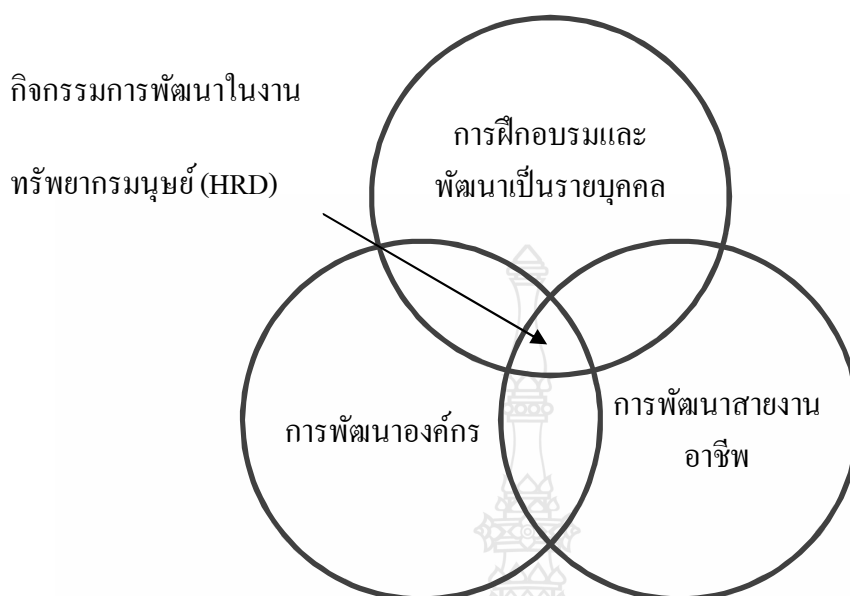 กิจกรรมการพัฒนาในงาน
ทรัพยากรมนุษย์ (HRD)
การฝึกอบรมและ
พัฒนาเป็นรายบุคคล
การพัฒนาองค์กร
การพัฒนาสายงาน
อาชีพ